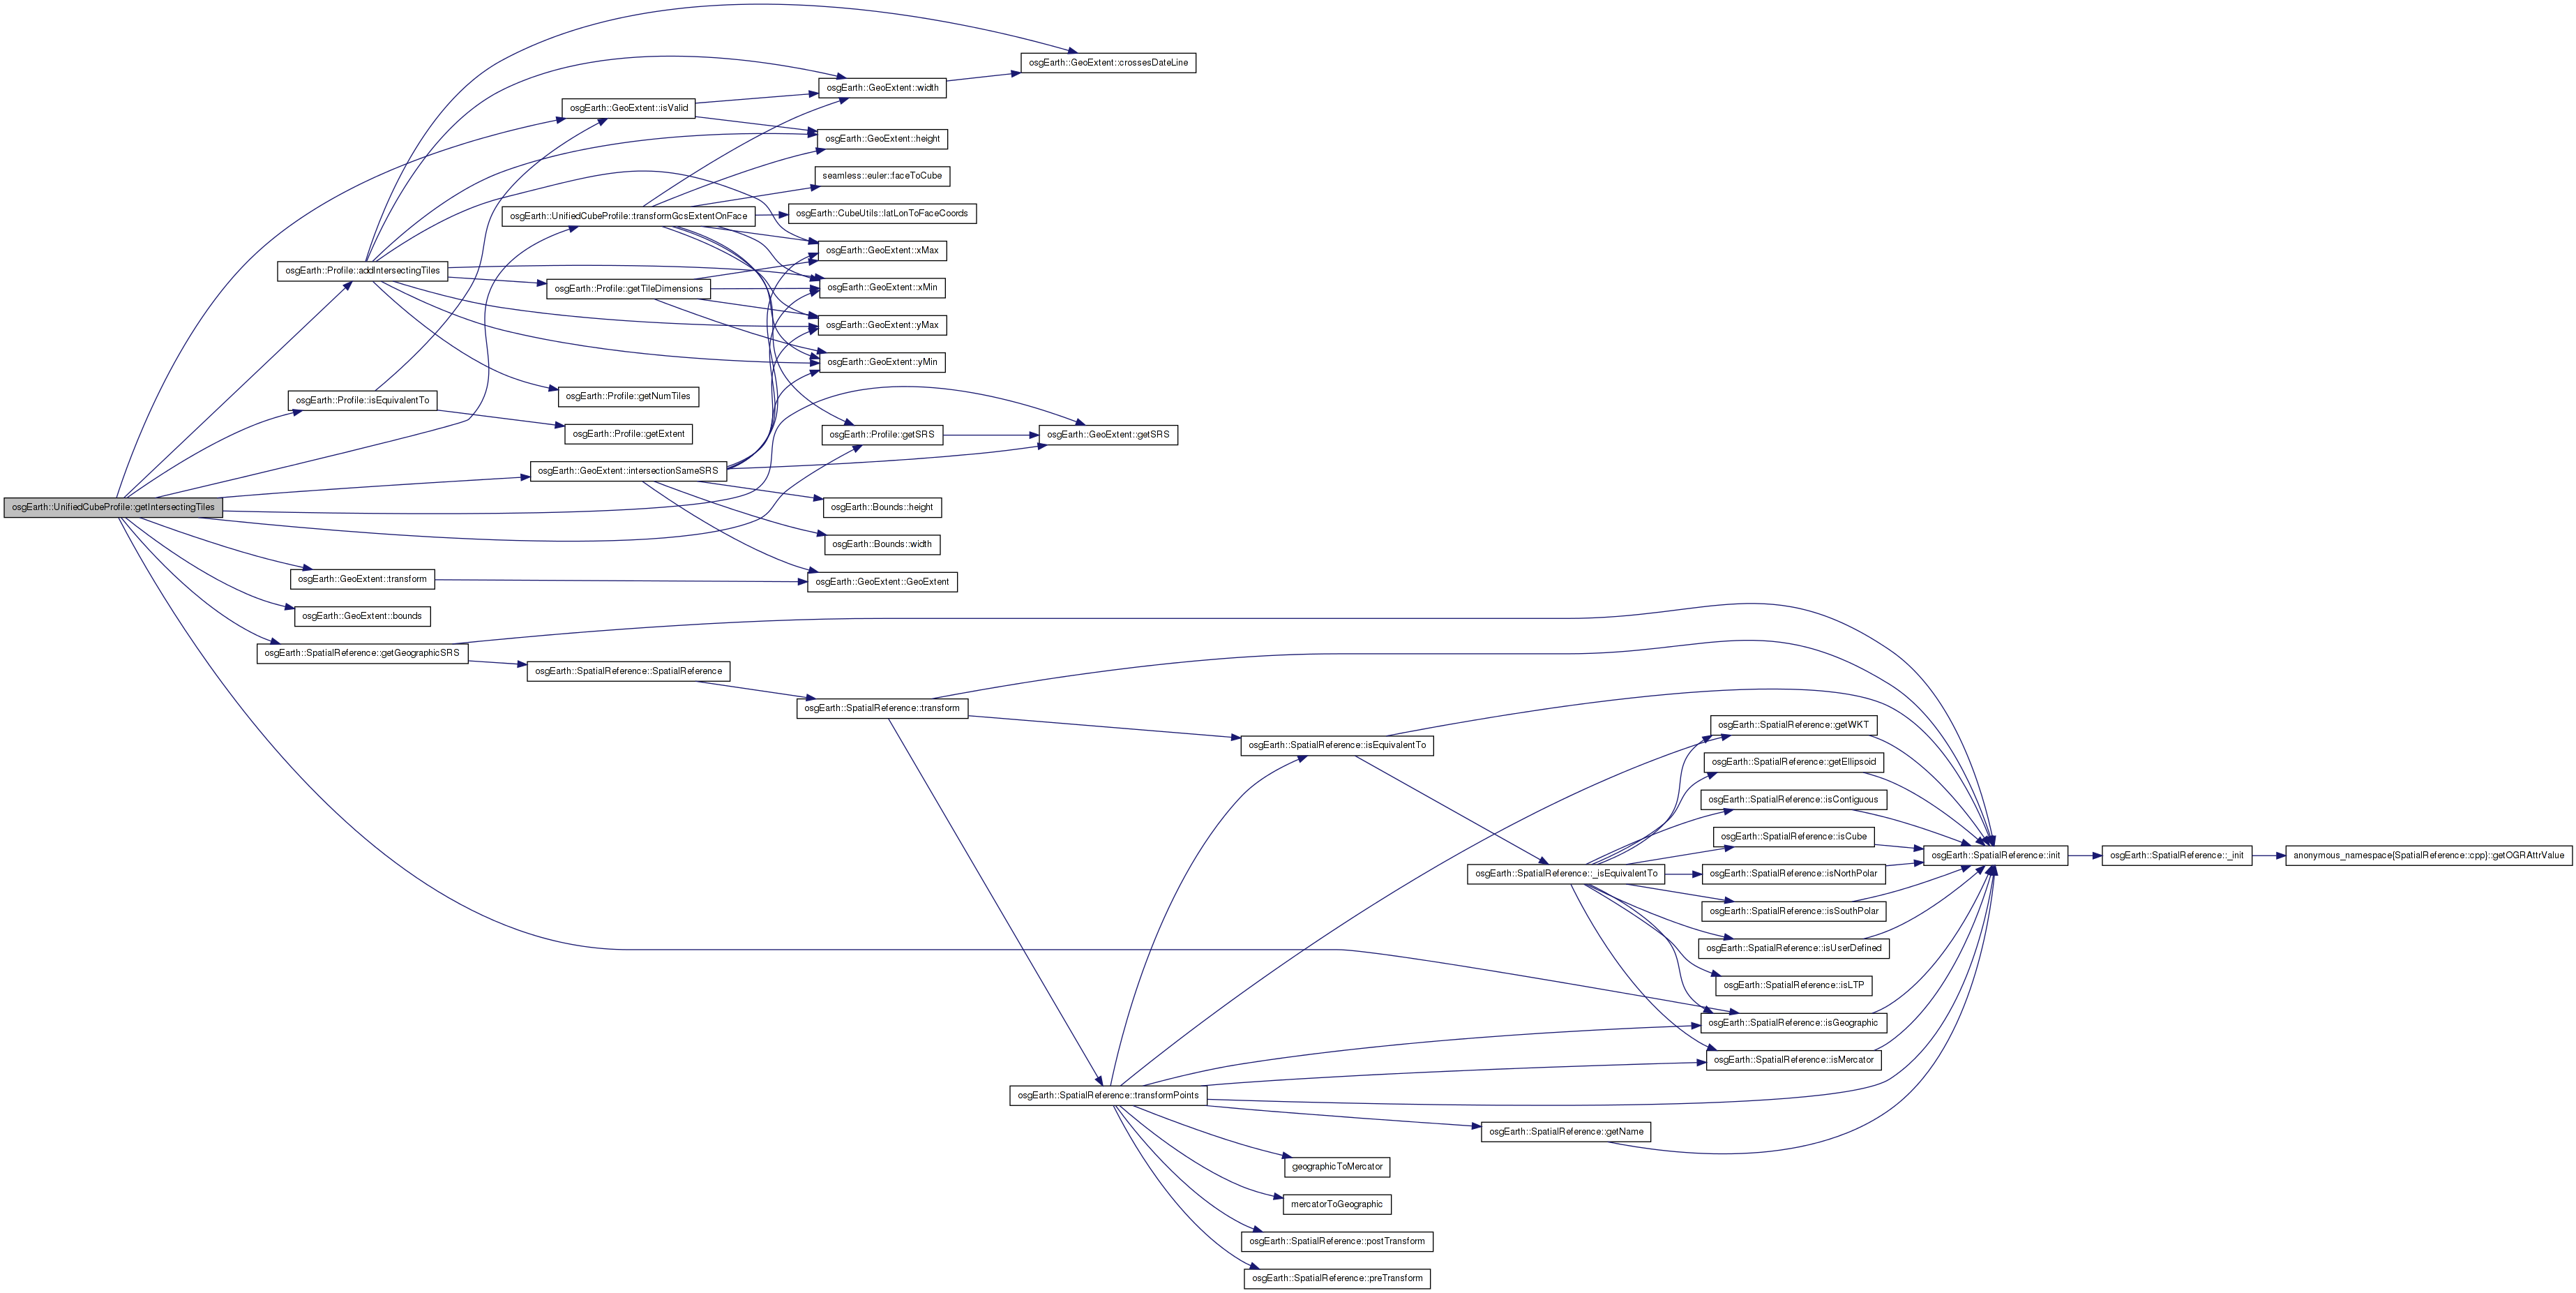 osgEarth::GeoExtent::crossesDateLine
osgEarth::GeoExtent::width
osgEarth::GeoExtent::isValid
osgEarth::GeoExtent::height
seamless::euler::faceToCube
osgEarth::UnifiedCubeProfile::transformGcsExtentOnFace
osgEarth::CubeUtils::latLonToFaceCoords
osgEarth::GeoExtent::xMax
osgEarth::Profile::addIntersectingTiles
osgEarth::Profile::getTileDimensions
osgEarth::GeoExtent::xMin
osgEarth::GeoExtent::yMax
osgEarth::GeoExtent::yMin
osgEarth::Profile::getNumTiles
osgEarth::Profile::isEquivalentTo
osgEarth::Profile::getExtent
osgEarth::Profile::getSRS
osgEarth::GeoExtent::getSRS
osgEarth::GeoExtent::intersectionSameSRS
osgEarth::UnifiedCubeProfile::getIntersectingTiles
osgEarth::Bounds::height
osgEarth::Bounds::width
osgEarth::GeoExtent::transform
osgEarth::GeoExtent::GeoExtent
osgEarth::GeoExtent::bounds
osgEarth::SpatialReference::getGeographicSRS
osgEarth::SpatialReference::SpatialReference
osgEarth::SpatialReference::transform
osgEarth::SpatialReference::getWKT
osgEarth::SpatialReference::isEquivalentTo
osgEarth::SpatialReference::getEllipsoid
osgEarth::SpatialReference::isContiguous
osgEarth::SpatialReference::isCube
osgEarth::SpatialReference::init
osgEarth::SpatialReference::_init
anonymous_namespace{SpatialReference::cpp}::getOGRAttrValue
osgEarth::SpatialReference::_isEquivalentTo
osgEarth::SpatialReference::isNorthPolar
osgEarth::SpatialReference::isSouthPolar
osgEarth::SpatialReference::isUserDefined
osgEarth::SpatialReference::isLTP
osgEarth::SpatialReference::isGeographic
osgEarth::SpatialReference::isMercator
osgEarth::SpatialReference::transformPoints
osgEarth::SpatialReference::getName
geographicToMercator
mercatorToGeographic
osgEarth::SpatialReference::postTransform
osgEarth::SpatialReference::preTransform